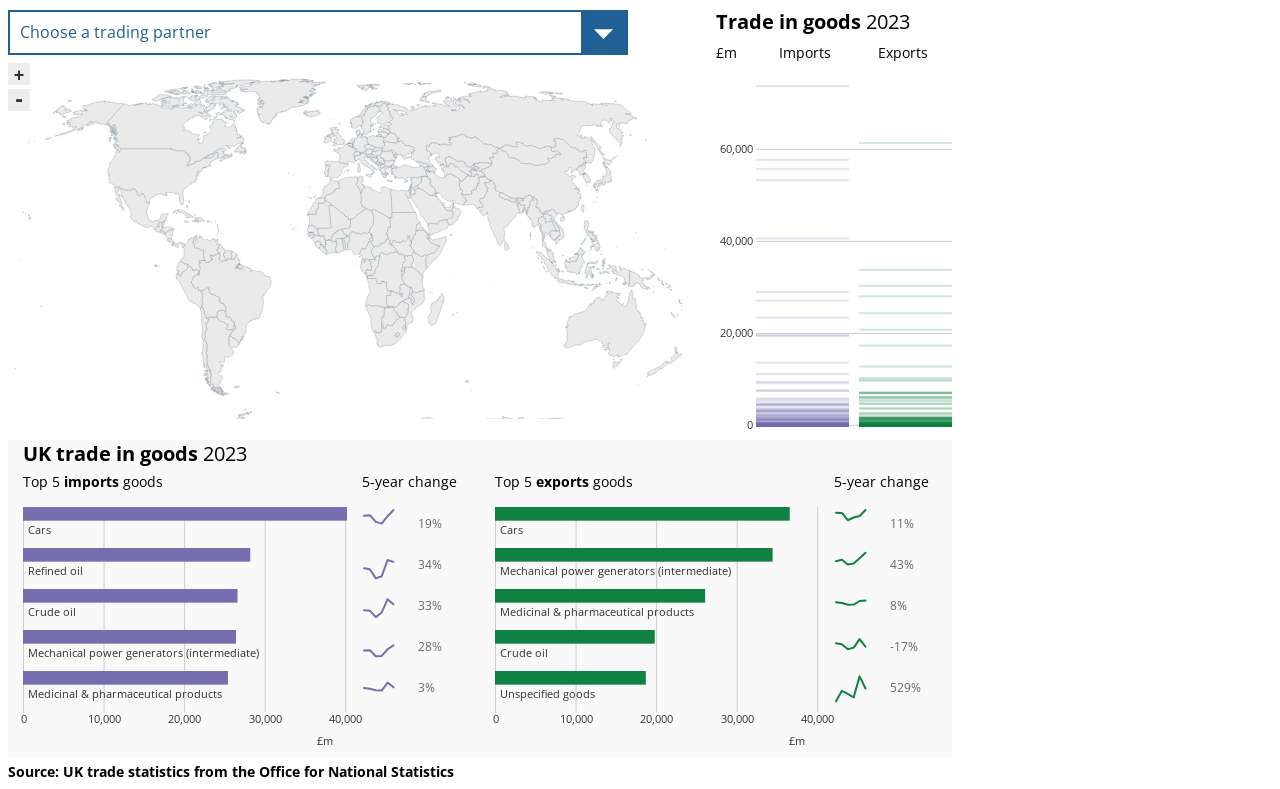 Choose a trading partner
+
-
Trade in goods 2023
£m Imports Exports
60,000
40,000
20,000
0
UK trade in goods 2023
Top 5 imports goods
5-year change
Cars
19%
Refined oil
34%
Crude oil
33%
Mechanical power generators (intermediate)
28%
Medicinal & pharmaceutical products
3%
0 10,000 20,000 30,000 40,000
£m
Top 5 exports goods
5-year change
Cars
11%
Mechanical power generators (intermediate)
43%
Medicinal & pharmaceutical products
8%
Crude oil
-17%
Unspecified goods
529%
0 10,000 20,000 30,000 40,000
£m
Source: UK trade statistics from the Office for National Statistics